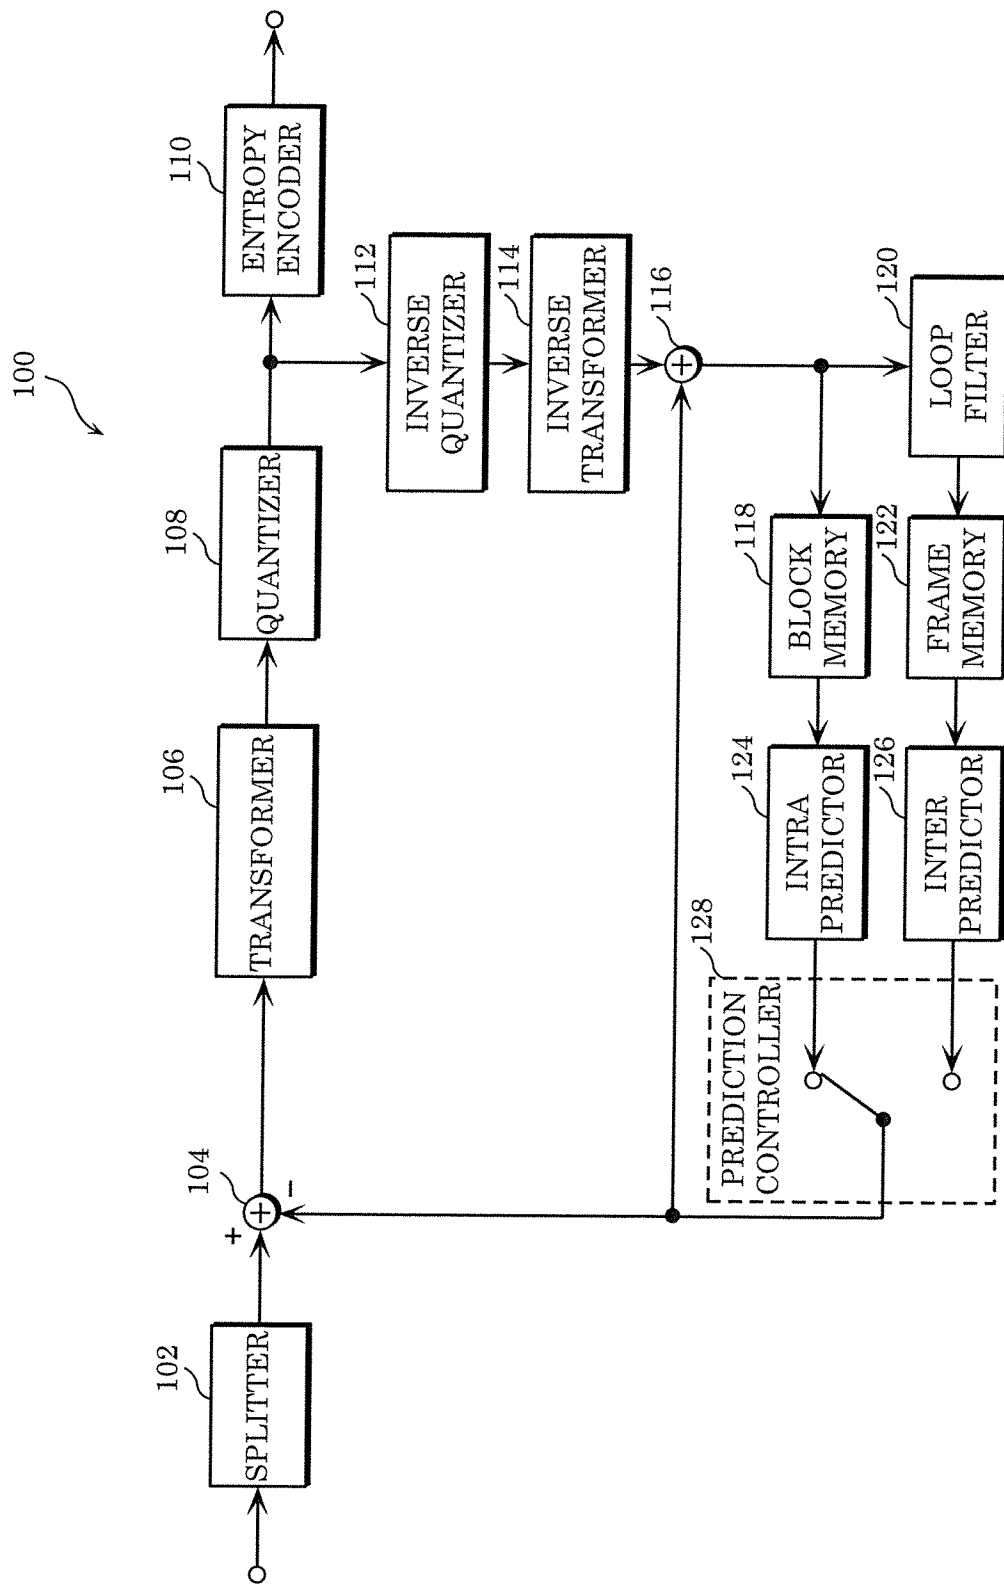 100
102
SPLITTER
104
+
−
106
TRANSFORMER
108
QUANTIZER
110
ENTROPY
ENCODER
112
INVERSE
QUANTIZER
114
INVERSE
TRANSFORMER
116
128
PREDICTION
CONTROLLER
124
INTRA
PREDICTOR
118
BLOCK
MEMORY
120
LOOP
FILTER
126
INTER
PREDICTOR
122
FRAME
MEMORY